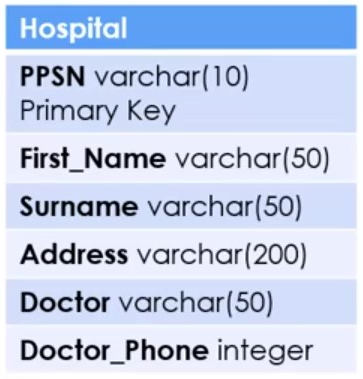 Hospital
PPSN varchar(10)
Primary Key
First_Name varchar(50)
Surname varchar(50)
Address varchar(200)
Doctor varchar(50)
Doctor_Phone integer